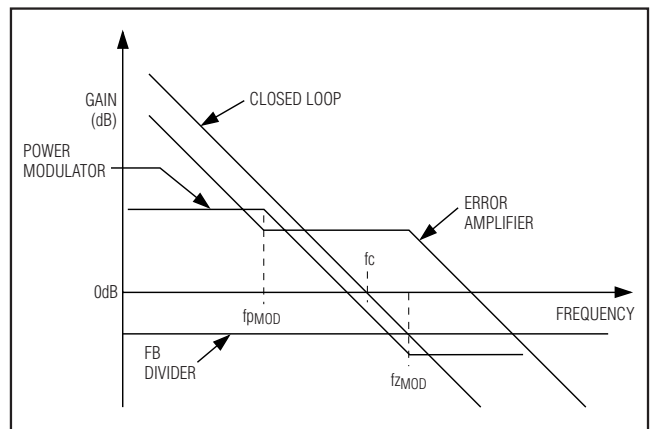 GAIN
(dB)
CLOSED LOOP
POWER
MODULATOR
ERROR
AMPLIFIER
fc
0dB
FREQUENCY
fpMOD
FB
DIVIDER
fzMOD